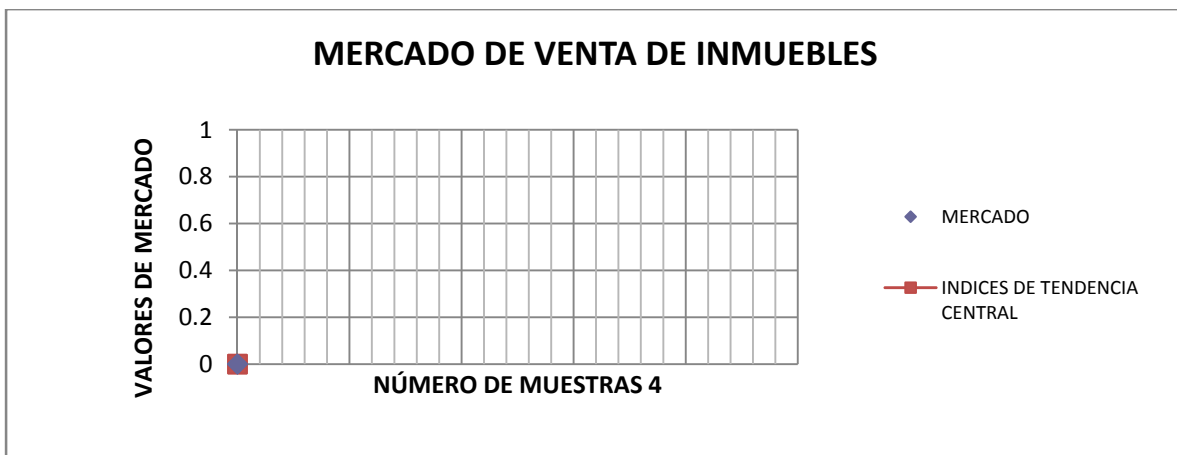 MERCADO DE VENTA DE INMUEBLES
VALORES DE MERCADO
1
0.8
0.6
0.4
0.2
0
NÚMERO DE MUESTRAS 4
MERCADO
INDICES DE TENDENCIA
CENTRAL